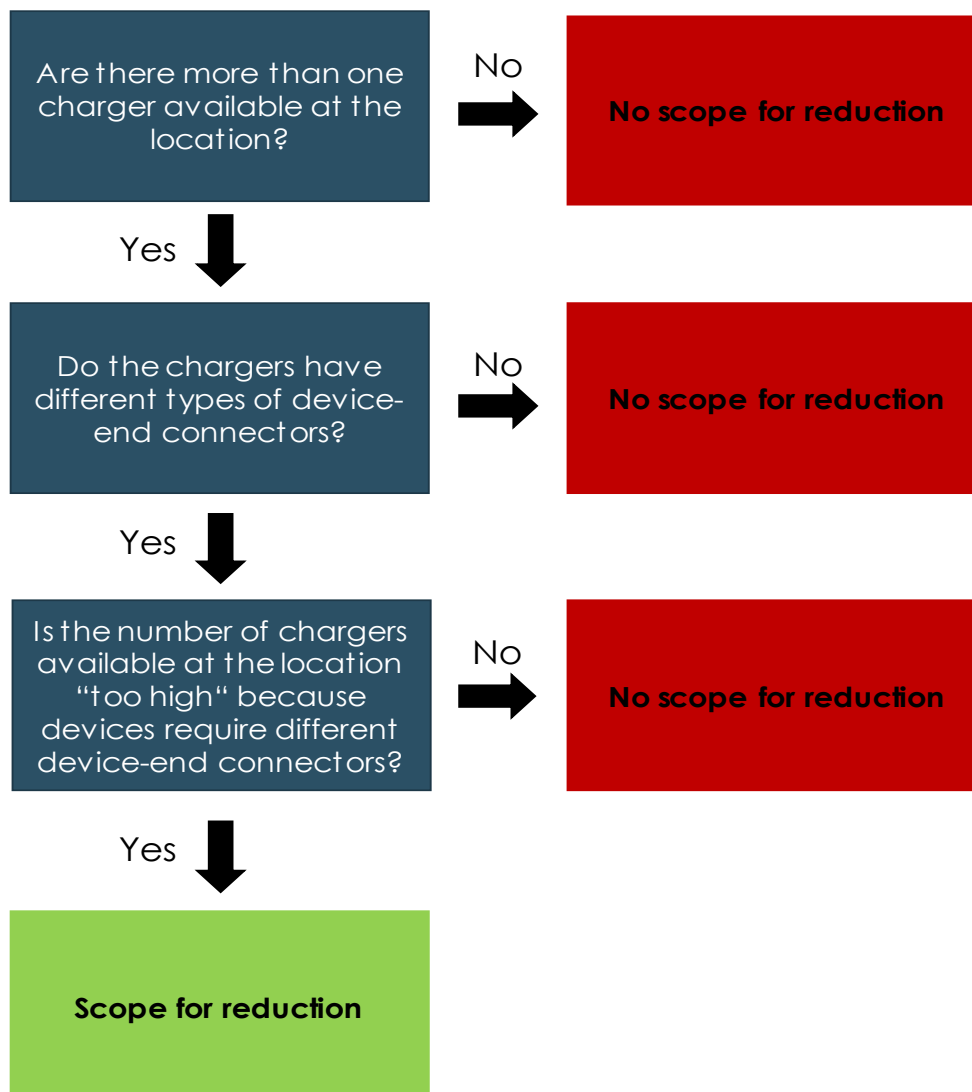 Are there more than one
charger available at the
location?
No
No scope for reduction
Yes
Do the chargers have
different types of device-
end connectors?
No
No scope for reduction
Yes
Is the number of chargers
available at the location
“too high“ because
devices require different
device-end connectors?
No
No scope for reduction
Yes
Scope for reduction